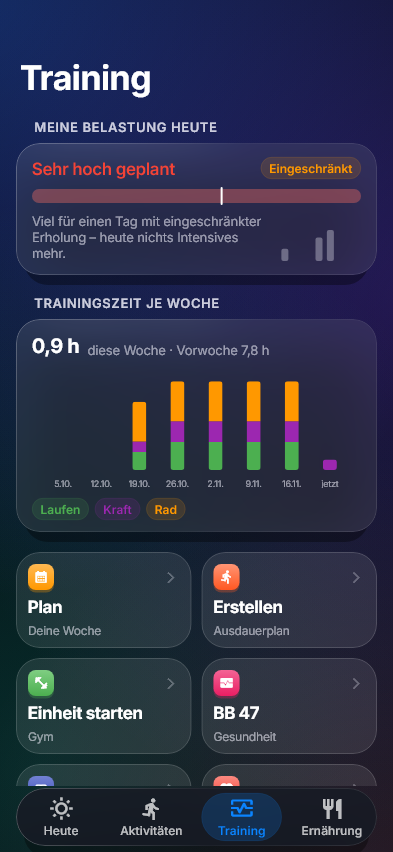 Training
MEINE BELASTUNG HEUTE
Sehr hoch geplant
Eingeschränkt
Viel für einen Tag mit eingeschränkter
Erholung – heute nichts Intensives
mehr.
TRAININGSZEIT JE WOCHE
0,9 h diese Woche · Vorwoche 7,8 h
5.10. 12.10. 19.10. 26.10. 2.11. 9.11. 16.11. jetzt
Laufen Kraft Rad
Plan
Deine Woche
Erstellen
Ausdauerplan
Einheit starten
Gym
BB 47
Gesundheit
Heute Aktivitäten Training Ernährung